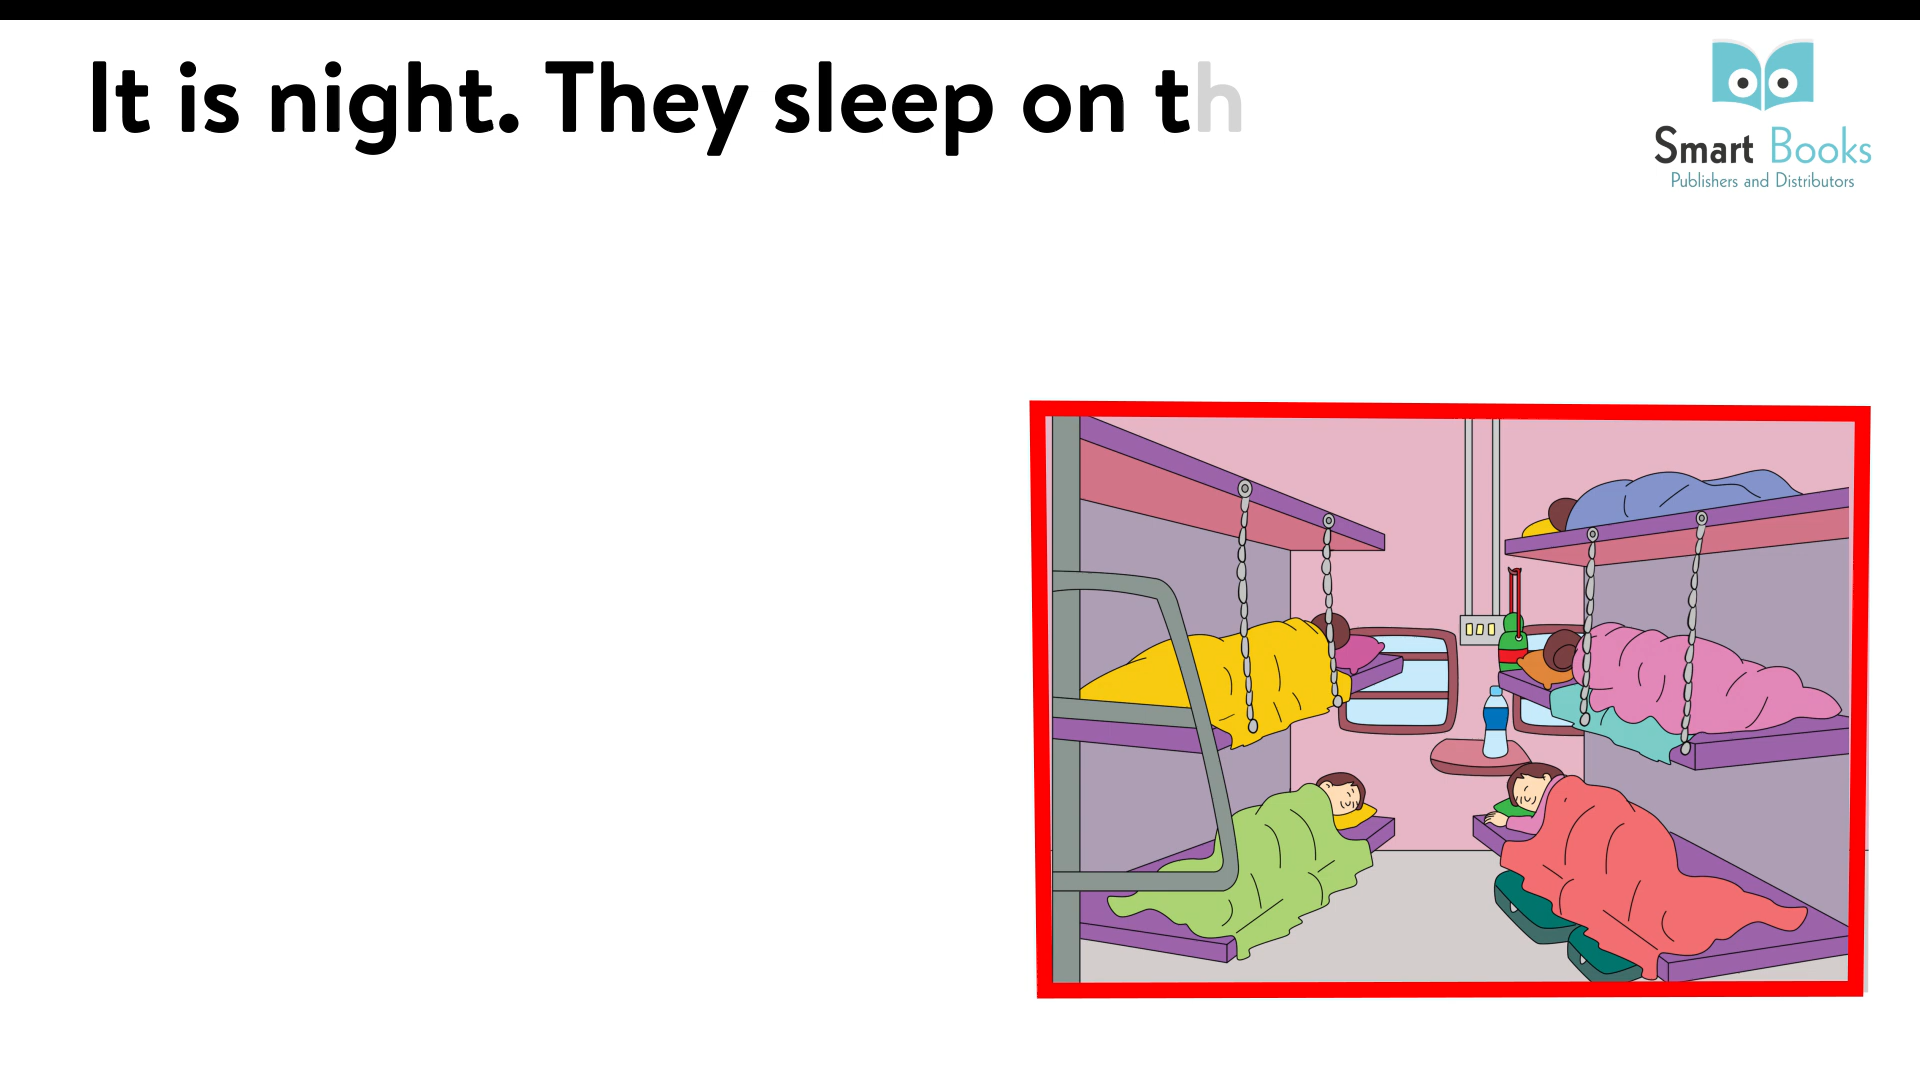 It is night. They sleep on th
Smart Books
Publishers and Distributors